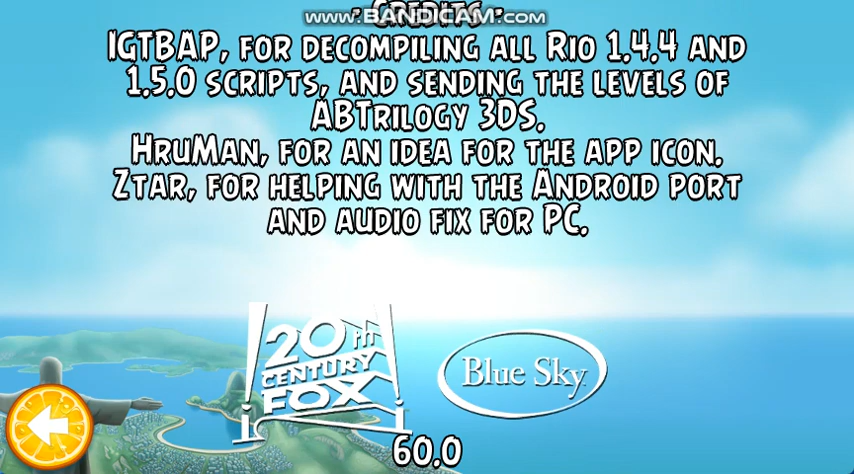 www.BANDICAM.com
- Credits -
IGTBAP, for decompiling all Rio 1.4.4 and
1.5.0 scripts, and sending the levels of
ABTrilogy 3DS.
HruMan, for an idea for the app icon.
Ztar, for helping with the Android port
and audio fix for PC.
20th
CENTURY
FOX
Blue Sky
60.0